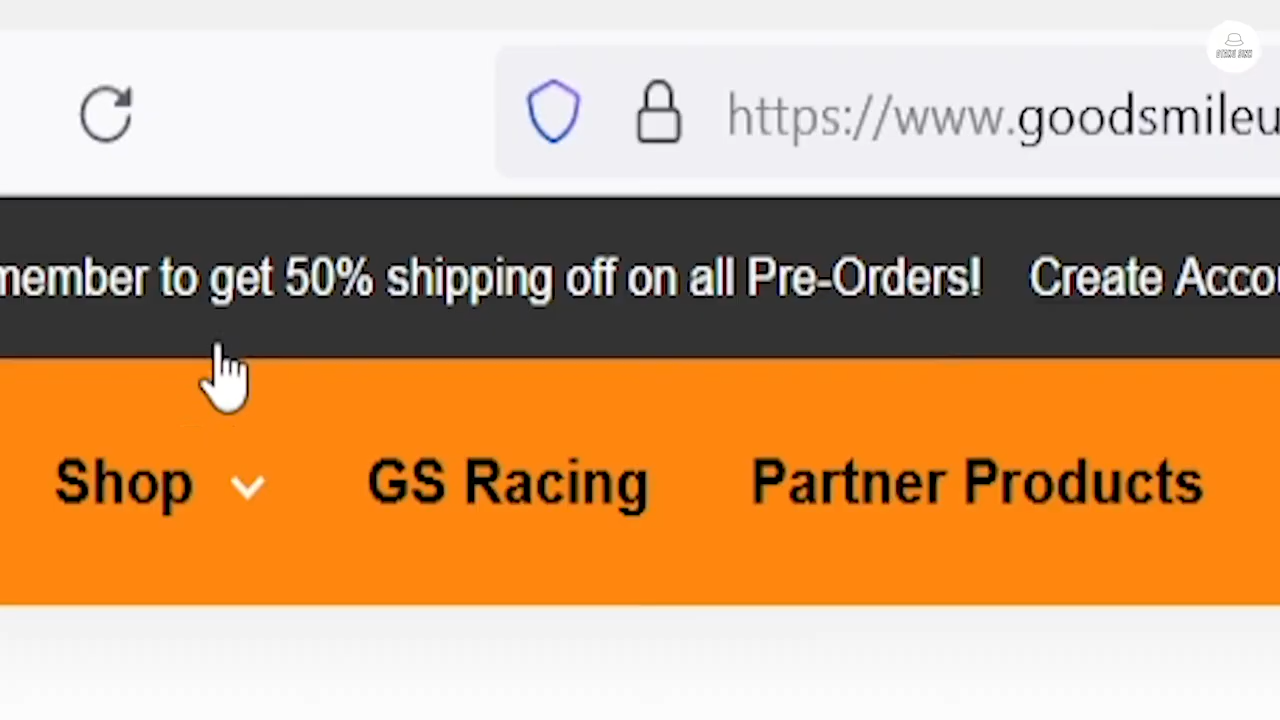 https://www.goodsmileu
member to get 50% shipping off on all Pre-Orders! Create Acco
Shop GS Racing Partner Products